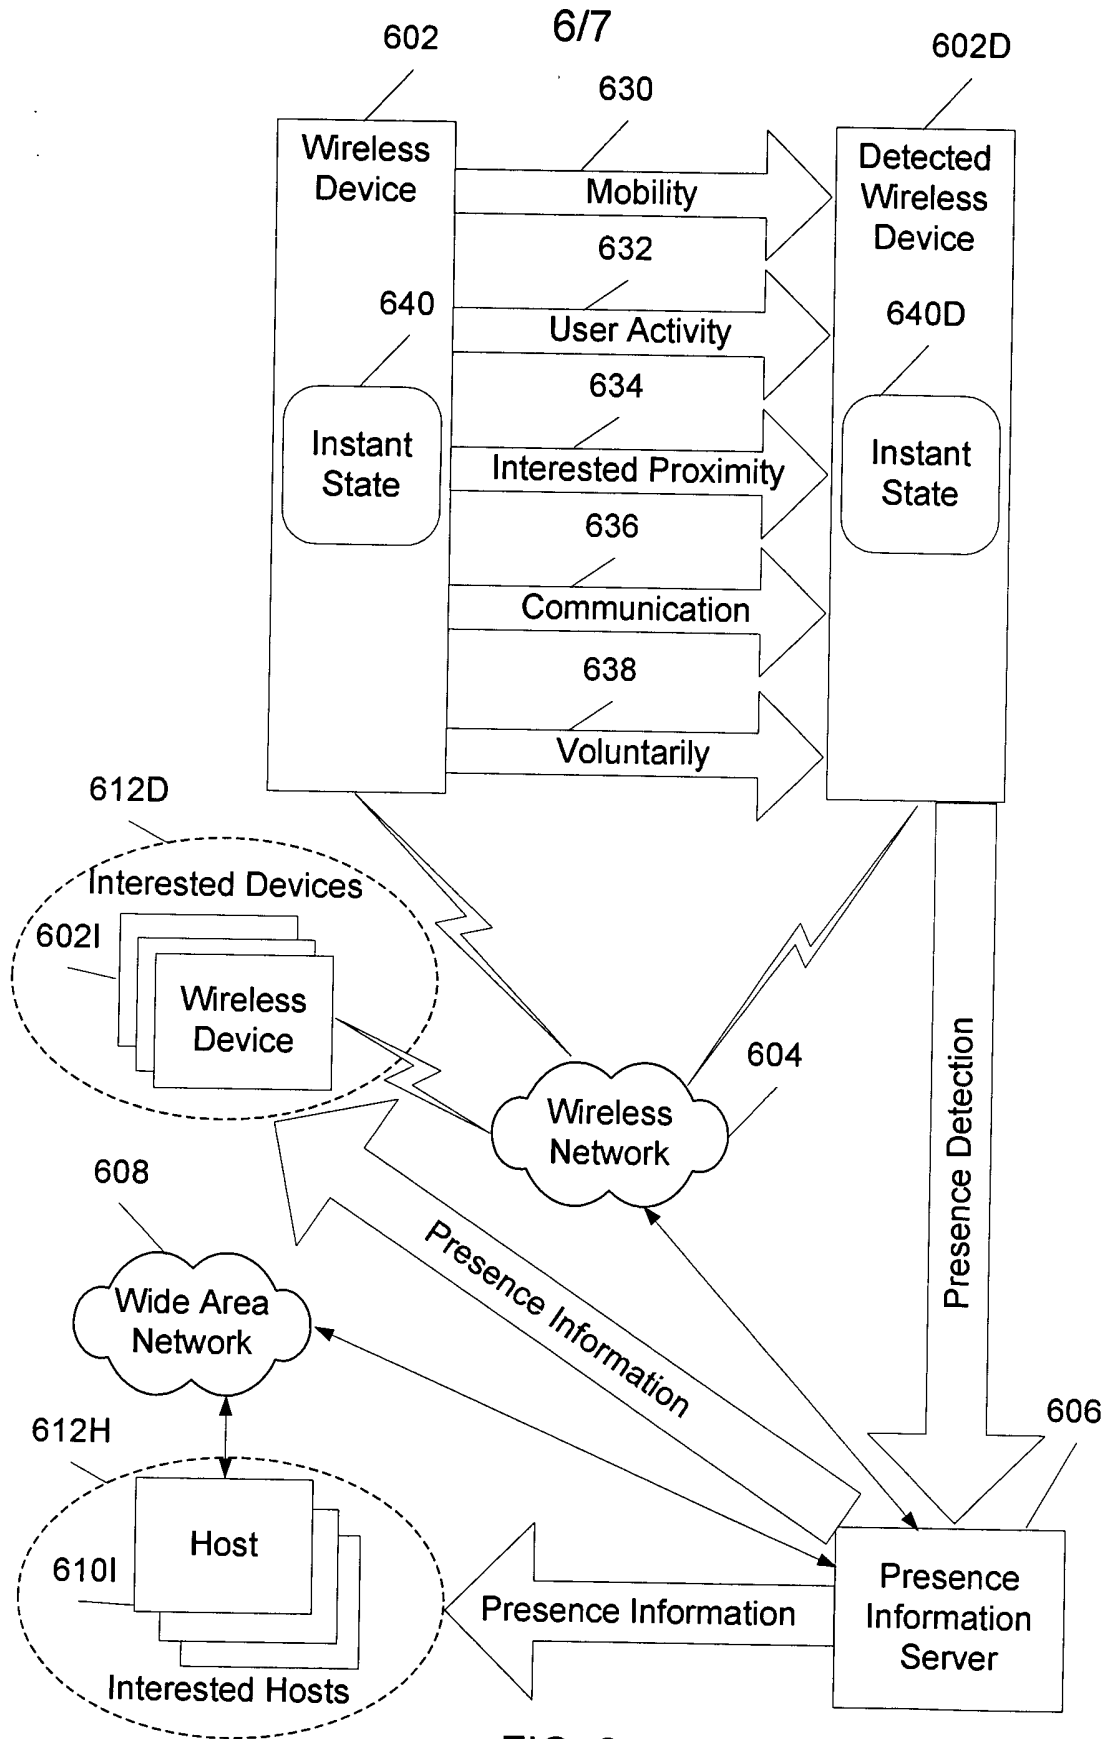 6/7
602
602D
630
Wireless
Device
Detected
Wireless
Device
Mobility
632
640
640D
User Activity
634
Instant
State
Instant
State
Interested Proximity
636
Communication
638
Voluntarily
612D
Interested Devices
602I
Wireless
Device
604
Wireless
Network
Presence Detection
608
Presence Information
Wide Area
Network
606
612H
Host
610I
Presence Information
Presence
Information
Server
Interested Hosts